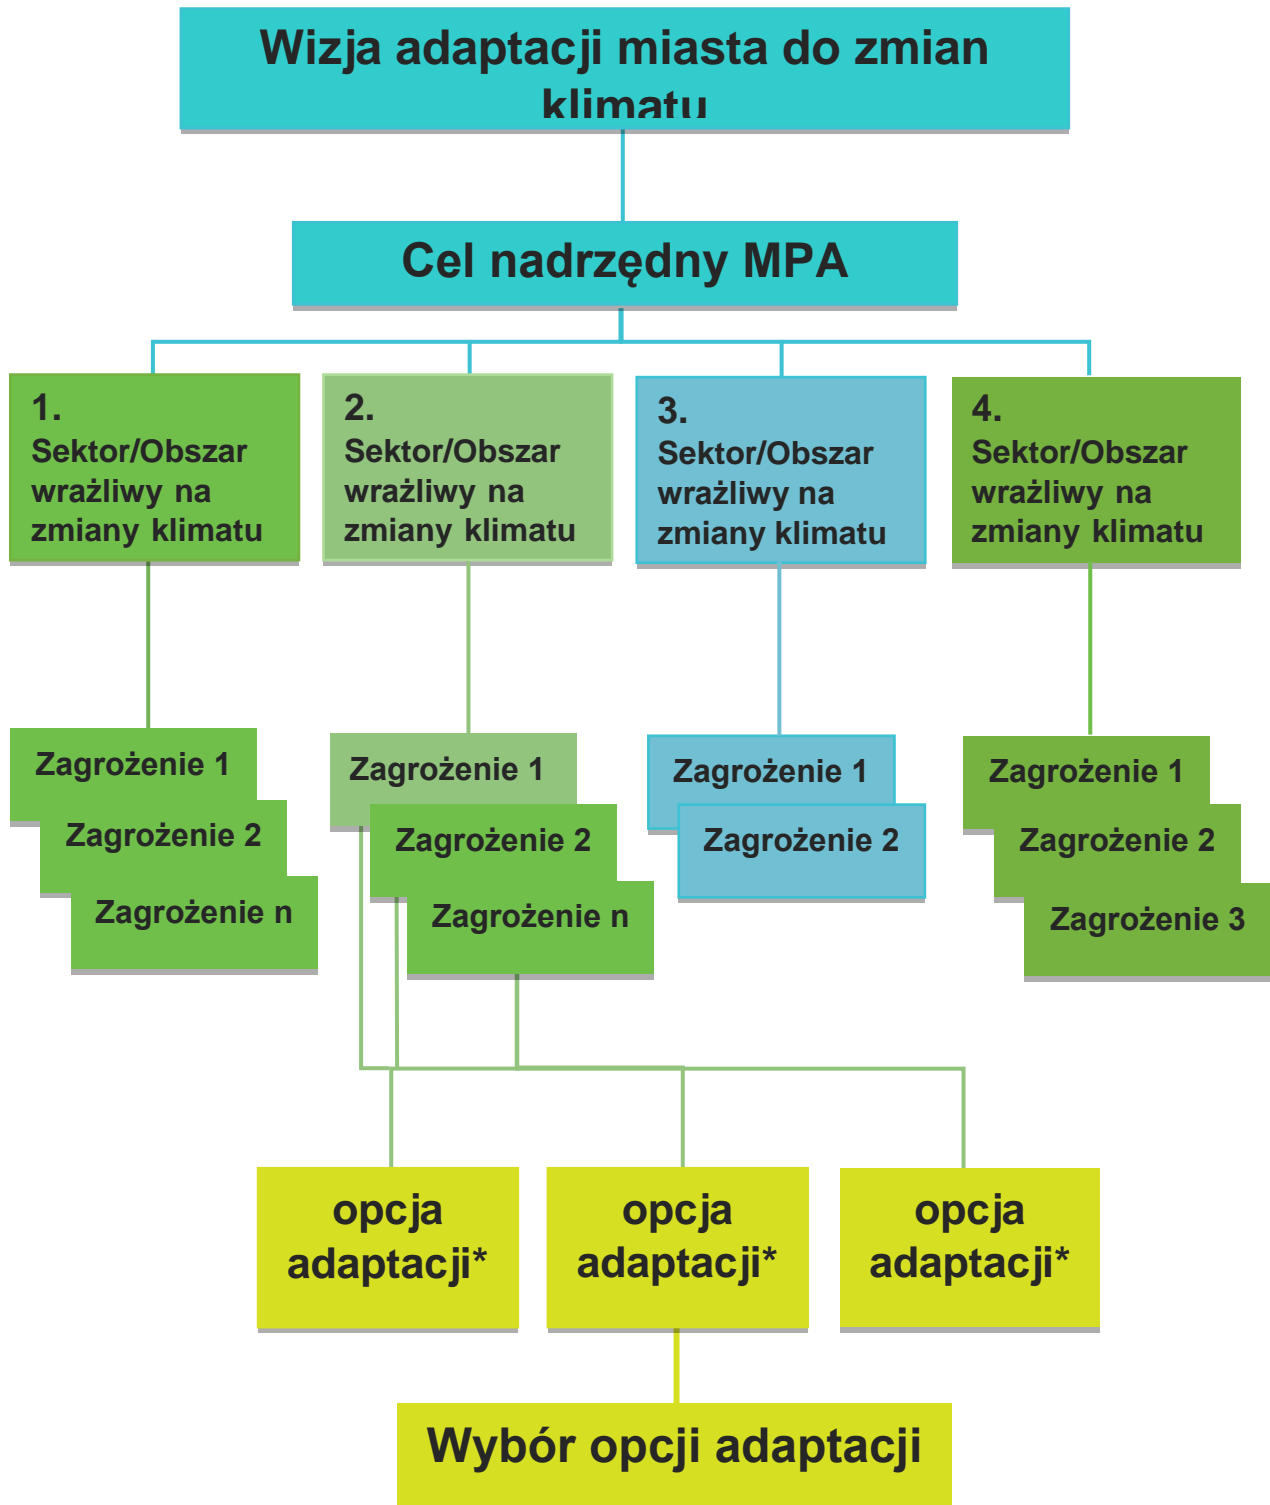 Wizja adaptacji miasta do zmian
klimatu
Cel nadrzędny MPA
1.
Sektor/Obszar
wrażliwy na
zmiany klimatu
2.
Sektor/Obszar
wrażliwy na
zmiany klimatu
3.
Sektor/Obszar
wrażliwy na
zmiany klimatu
4.
Sektor/Obszar
wrażliwy na
zmiany klimatu
Zagrożenie 1
Zagrożenie 2
Zagrożenie n
Zagrożenie 1
Zagrożenie 2
Zagrożenie n
Zagrożenie 1
Zagrożenie 2
Zagrożenie 1
Zagrożenie 2
Zagrożenie 3
opcja
adaptacji*
opcja
adaptacji*
opcja
adaptacji*
Wybór opcji adaptacji